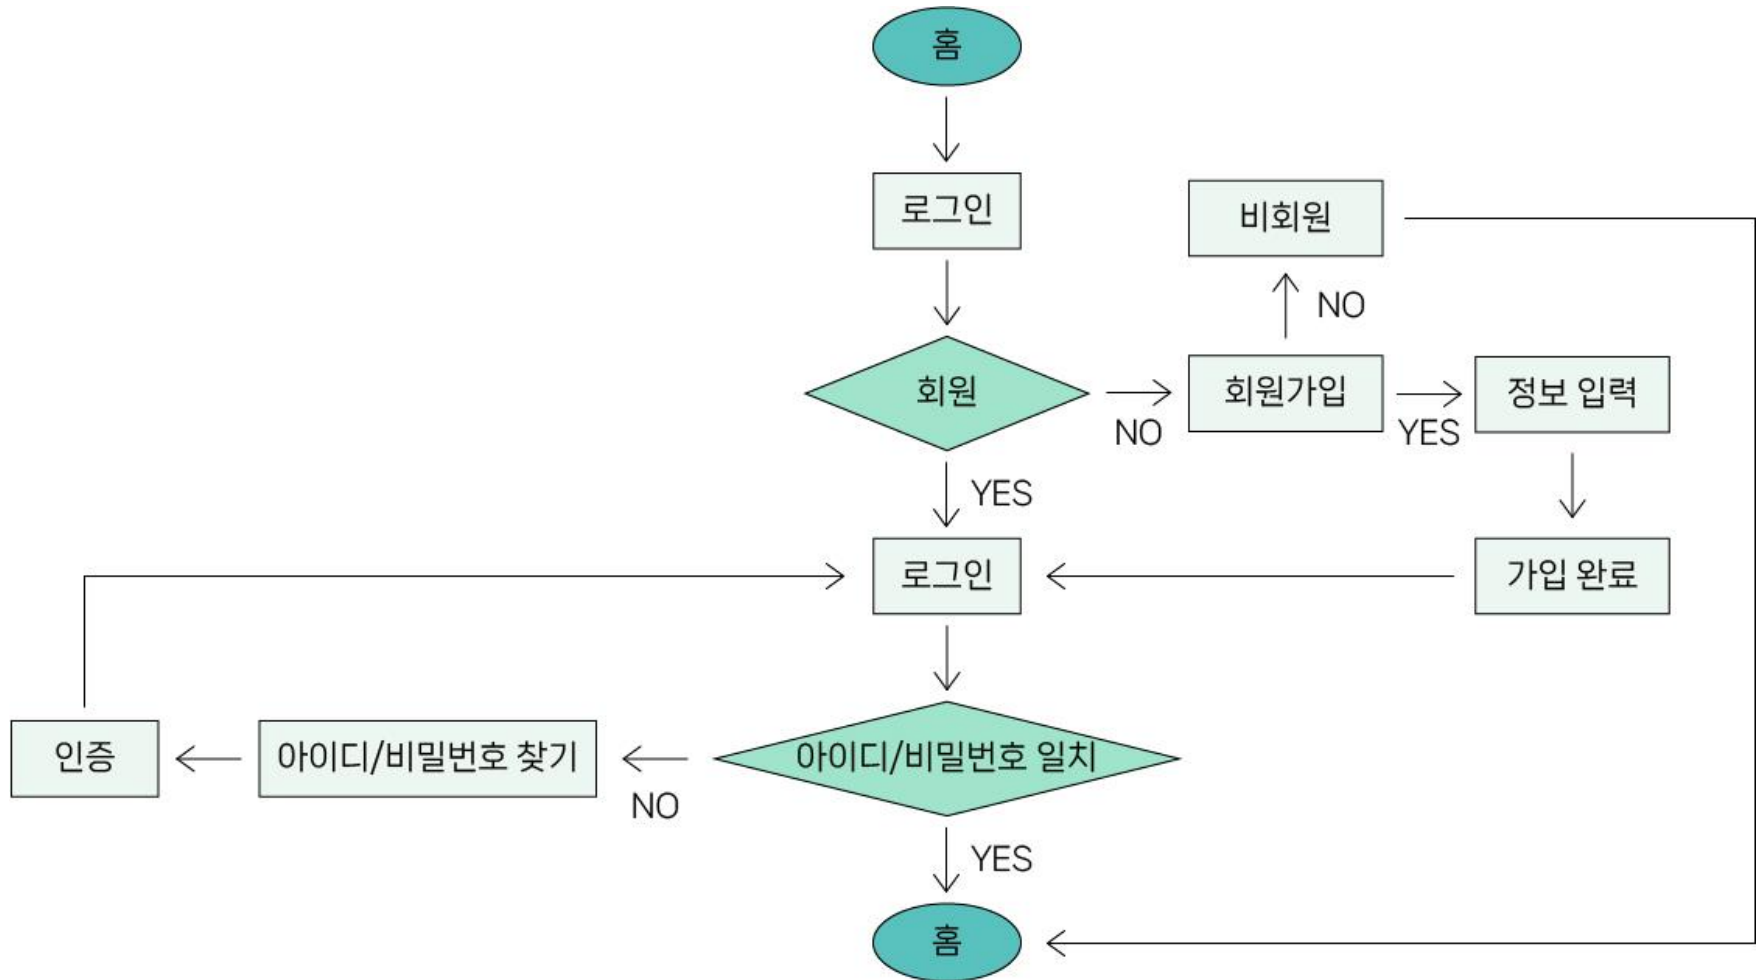 홈
로그인
비회원
NO
회원
NO
회원가입
YES
정보 입력
YES
로그인
가입 완료
인증
아이디/비밀번호 찾기
NO
아이디/비밀번호 일치
YES
홈